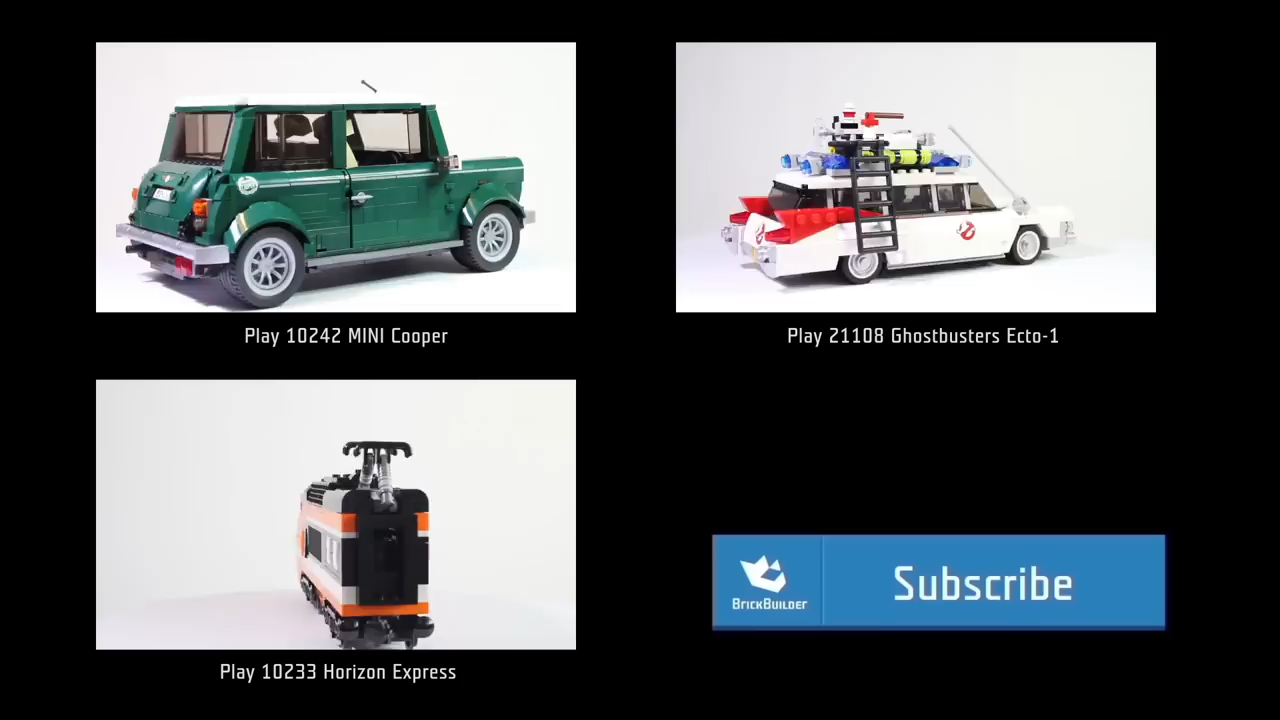 Play 10242 MINI Cooper
Play 21108 Ghostbusters Ecto-1
Play 10233 Horizon Express
BrickBuilder
Subscribe